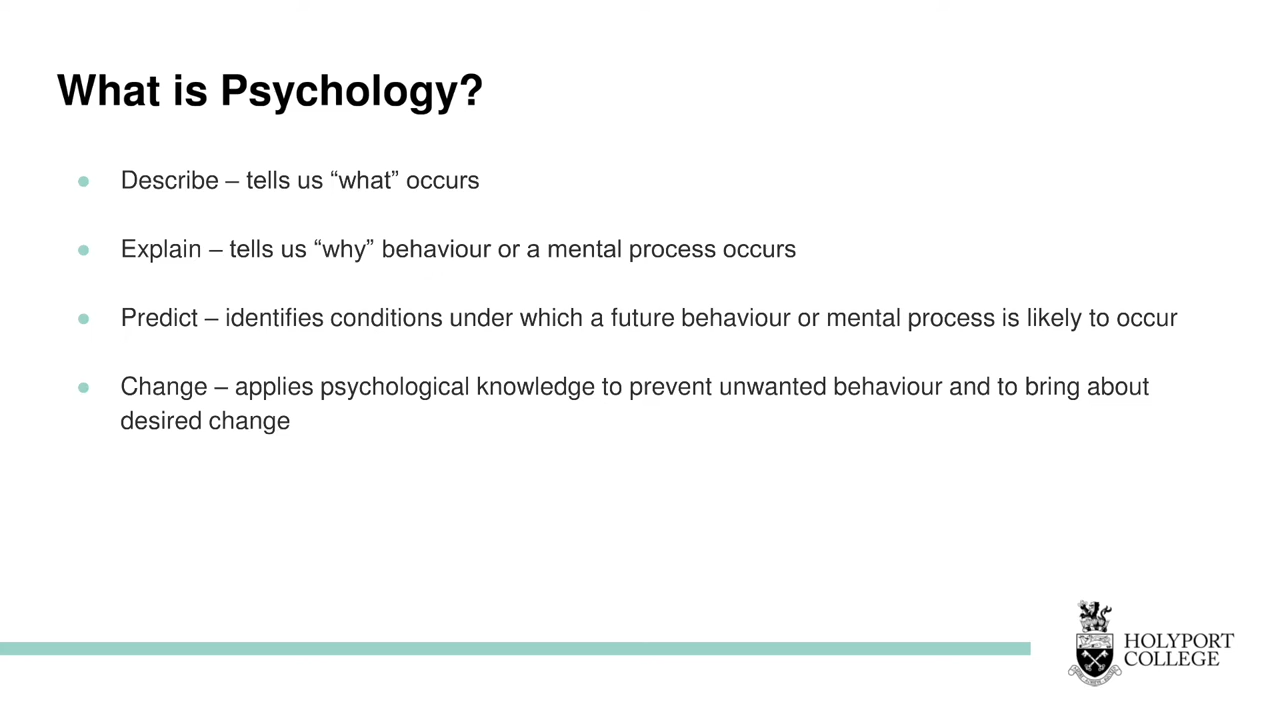 What is Psychology?
● Describe – tells us “what” occurs
● Explain – tells us “why” behaviour or a mental process occurs
● Predict – identifies conditions under which a future behaviour or mental process is likely to occur
● Change – applies psychological knowledge to prevent unwanted behaviour and to bring about
desired change
HOLYPORT
COLLEGE